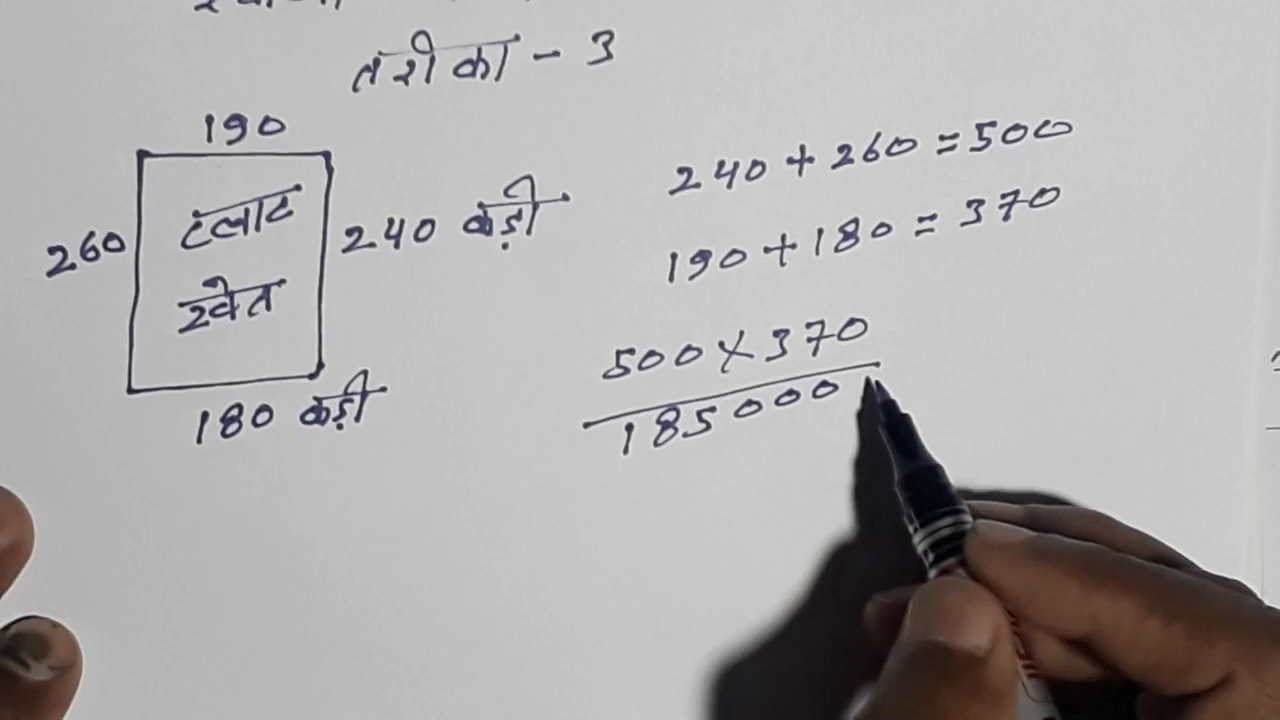 तरीका - 3
190
260
240 कड़ी
प्लाट
खेत
180 कड़ी
240 + 260 = 500
190 + 180 = 370
500 X 370
185000